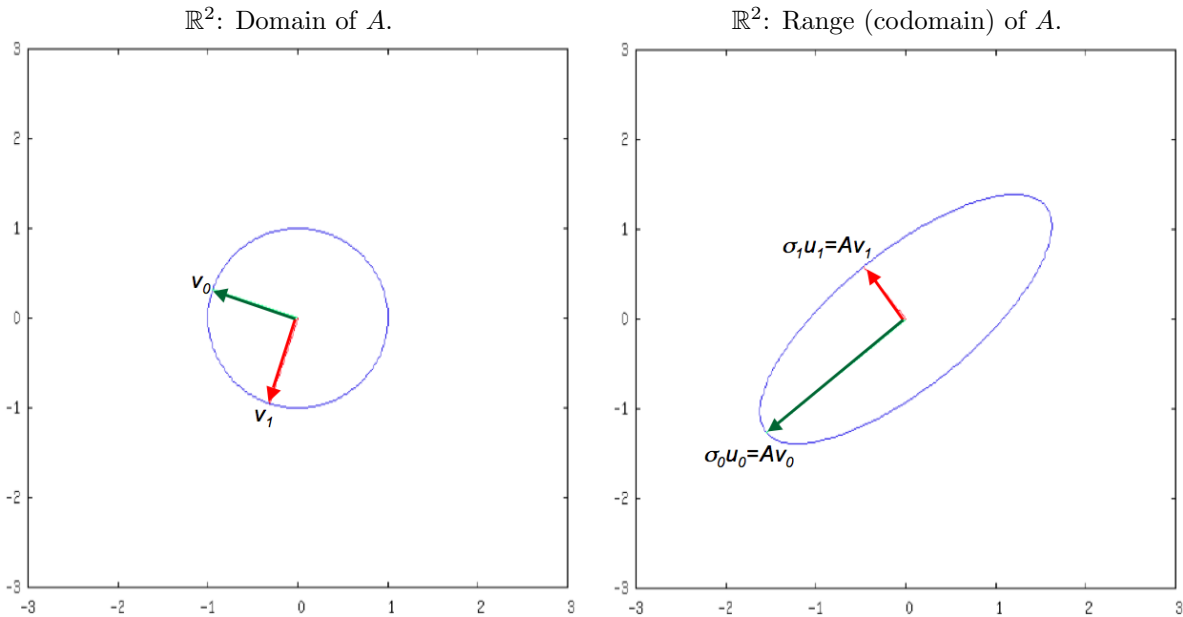 ℝ²: Domain of A.
3
2
1
0
-1
-2
-3
-3 -2 -1 0 1 2 3
v₀
v₁
ℝ²: Range (codomain) of A.
3
2
1
0
-1
-2
-3
-3 -2 -1 0 1 2 3
σ₁u₁=Av₁
σ₀u₀=Av₀